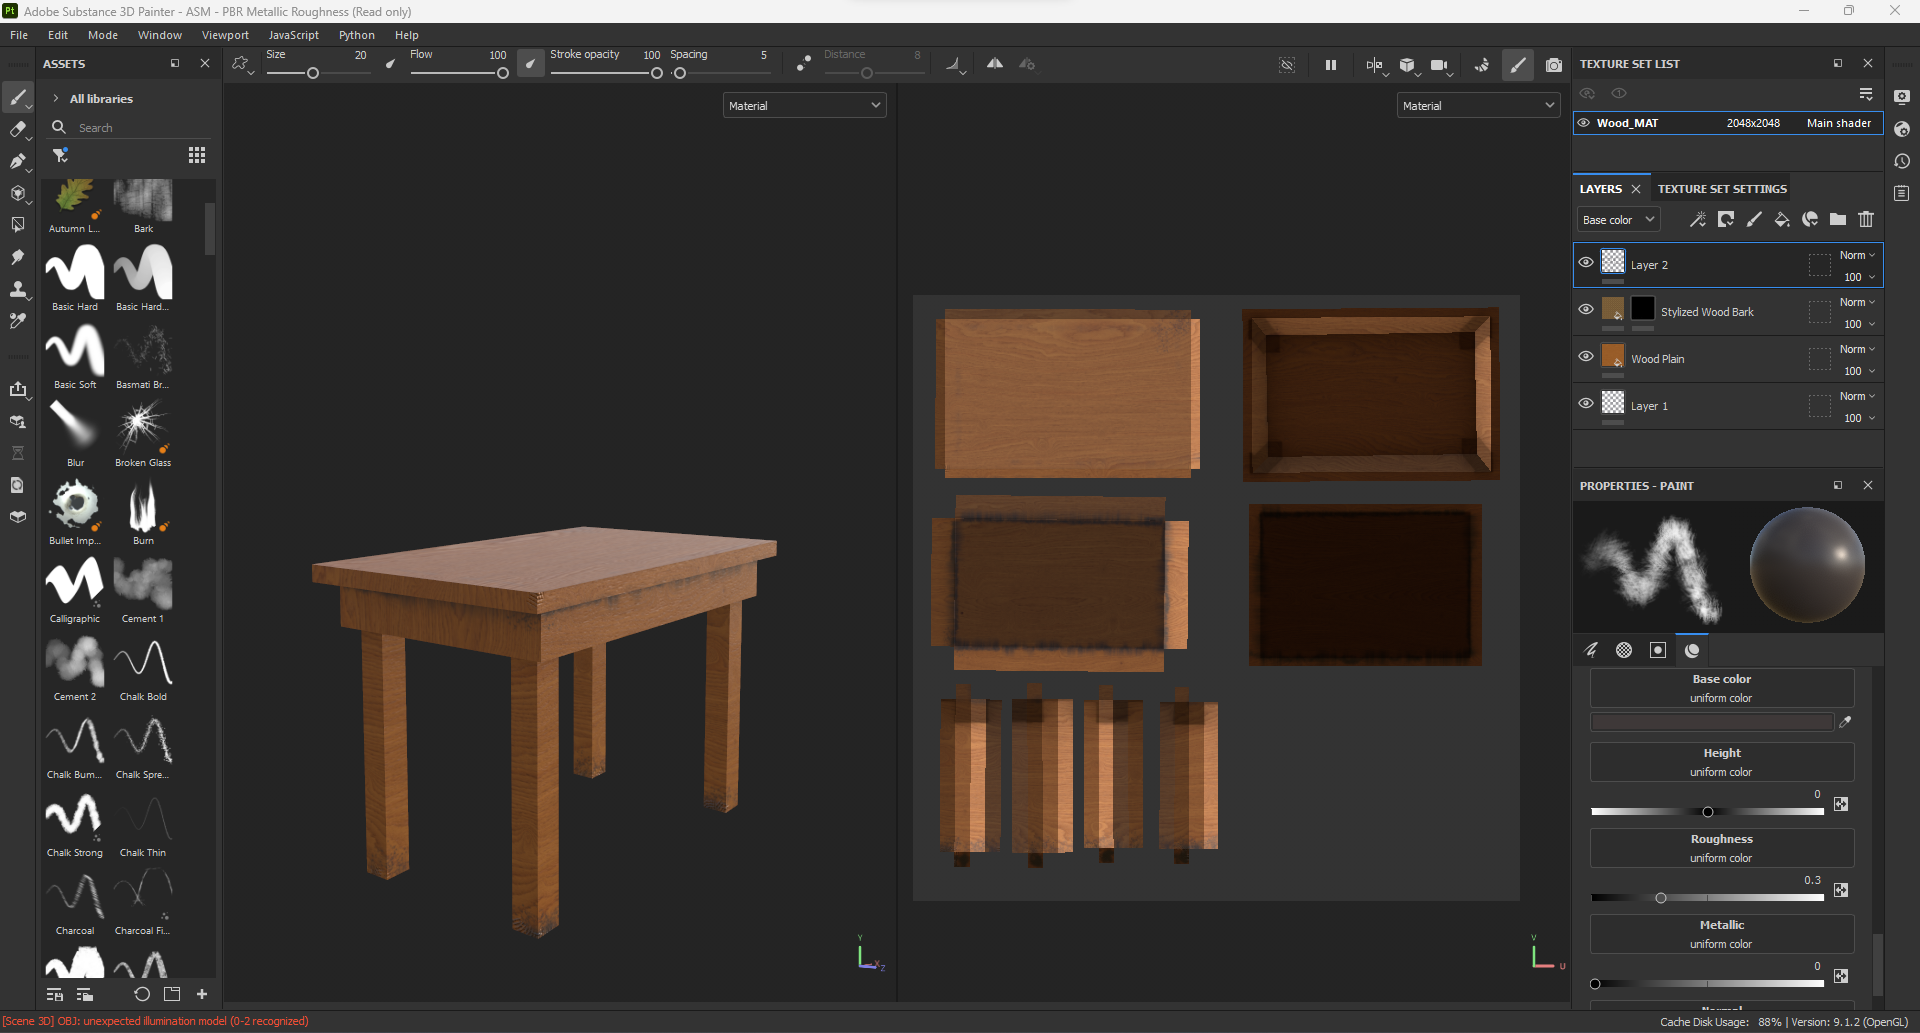 Pt Adobe Substance 3D Painter - ASM - PBR Metallic Roughness (Read only)
File Edit Mode Window Viewport JavaScript Python Help
ASSETS
Size 20 Flow 100 Stroke opacity 100 Spacing 5 Distance 8
All libraries
Search
Autumn L... Bark
Basic Hard Basic Hard...
Basic Soft Basmati Br...
Blur Broken Glass
Bullet Imp... Burn
Calligraphic Cement 1
Cement 2 Chalk Bold
Chalk Bum... Chalk Spre...
Chalk Strong Chalk Thin
Charcoal Charcoal Fi...
Material
Material
Y
X
Z
V
U
TEXTURE SET LIST
Wood_MAT 2048x2048 Main shader
LAYERS TEXTURE SET SETTINGS
Base color
Layer 2 Norm
100
Stylized Wood Bark Norm
100
Wood Plain Norm
100
Layer 1 Norm
100
PROPERTIES - PAINT
Base color
uniform color
Height
uniform color
0
Roughness
uniform color
0.3
Metallic
uniform color
0
Normal
[Scene 3D] OBJ: unexpected illumination model (0-2 recognized)
Cache Disk Usage: 88% | Version: 9.1.2 (OpenGL)